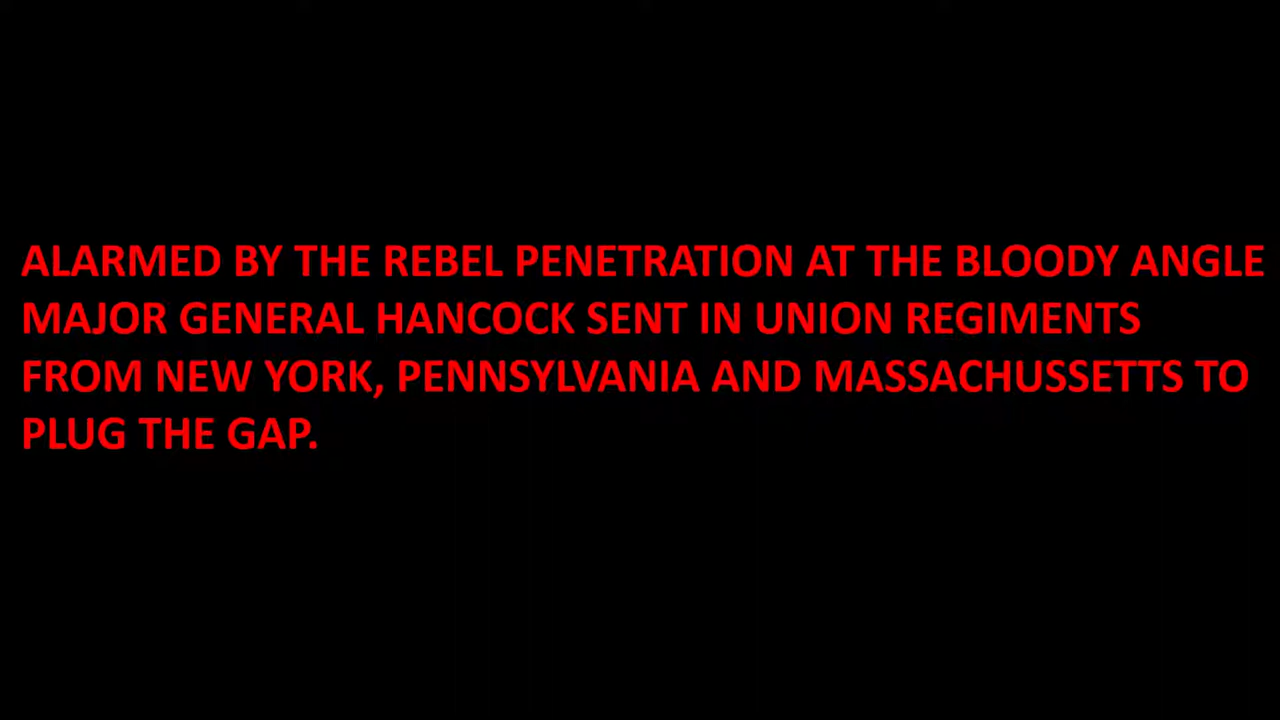 ALARMED BY THE REBEL PENETRATION AT THE BLOODY ANGLE
MAJOR GENERAL HANCOCK SENT IN UNION REGIMENTS
FROM NEW YORK, PENNSYLVANIA AND MASSACHUSSETTS TO
PLUG THE GAP.